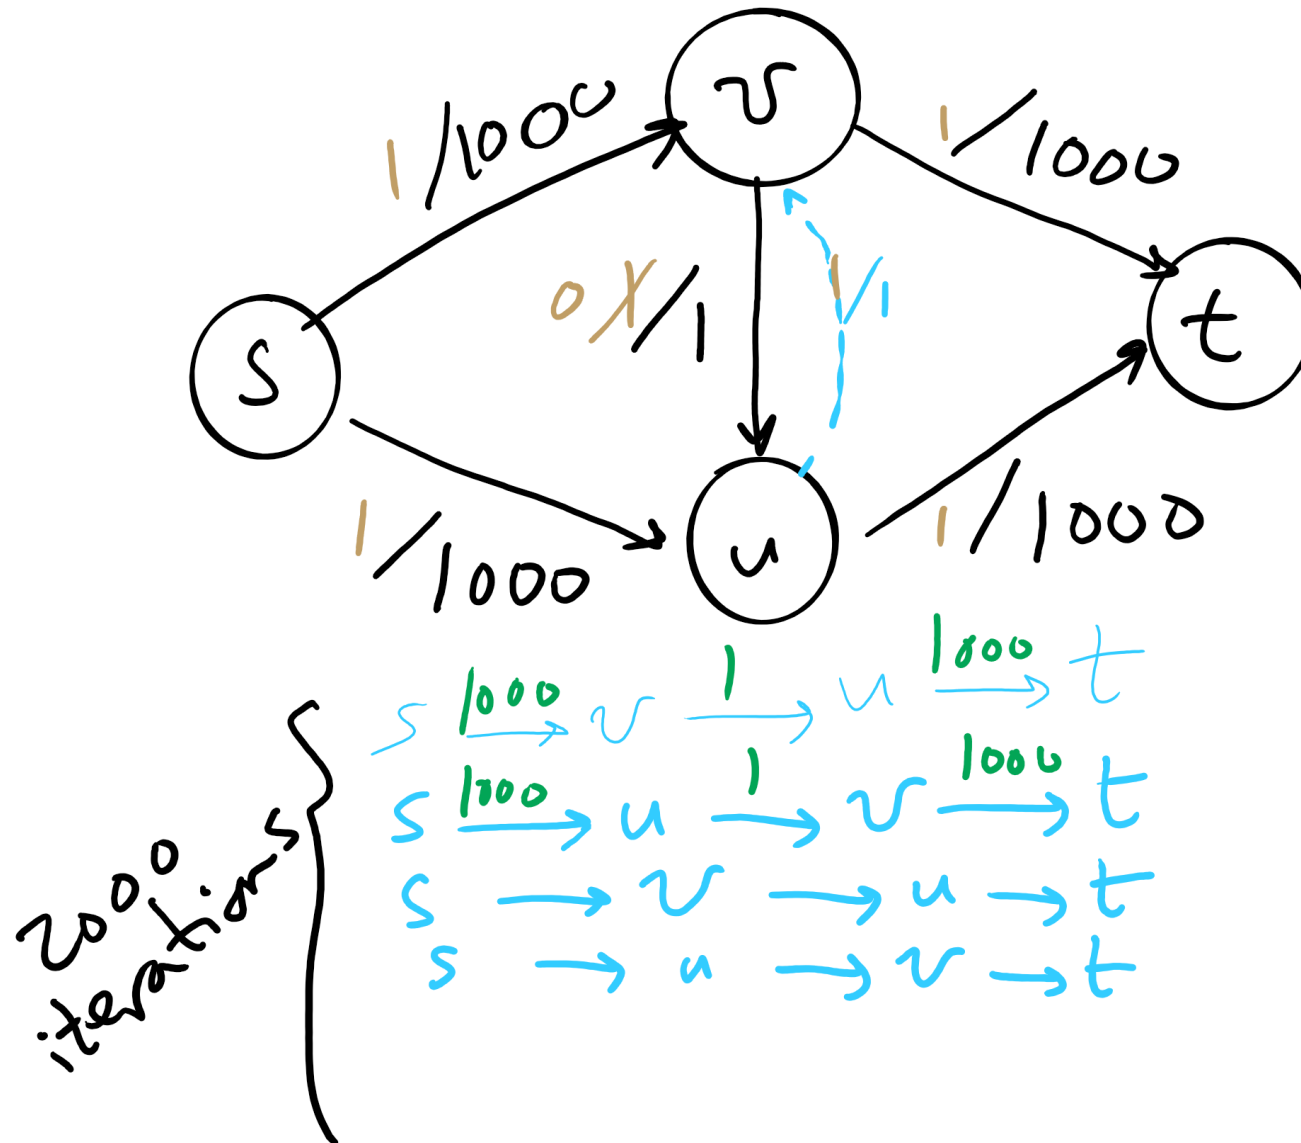 v
1/1000
1/1000
0 1/1
1/1
s
t
u
1/1000
1/1000
s 1000→ v 1→ u 1000→ t
s 1000→ u 1→ v 1000→ t
s → v → u → t
s → u → v → t
2000
iterations